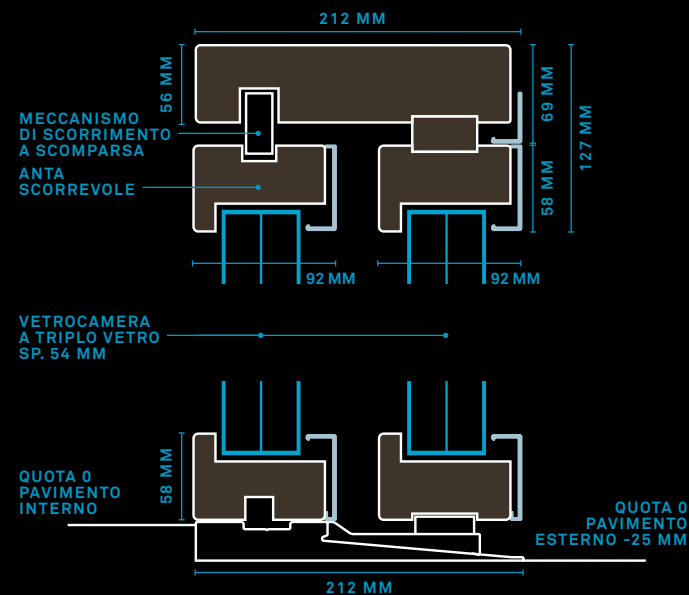 212 MM
56 MM
69 MM
127 MM
MECCANISMO
DI SCORRIMENTO
A SCOMPARSA
ANTA
SCORREVOLE
58 MM
92 MM
92 MM
VETROCAMERA
A TRIPLO VETRO
SP. 54 MM
58 MM
QUOTA 0
PAVIMENTO
INTERNO
QUOTA 0
PAVIMENTO
ESTERNO -25 MM
212 MM